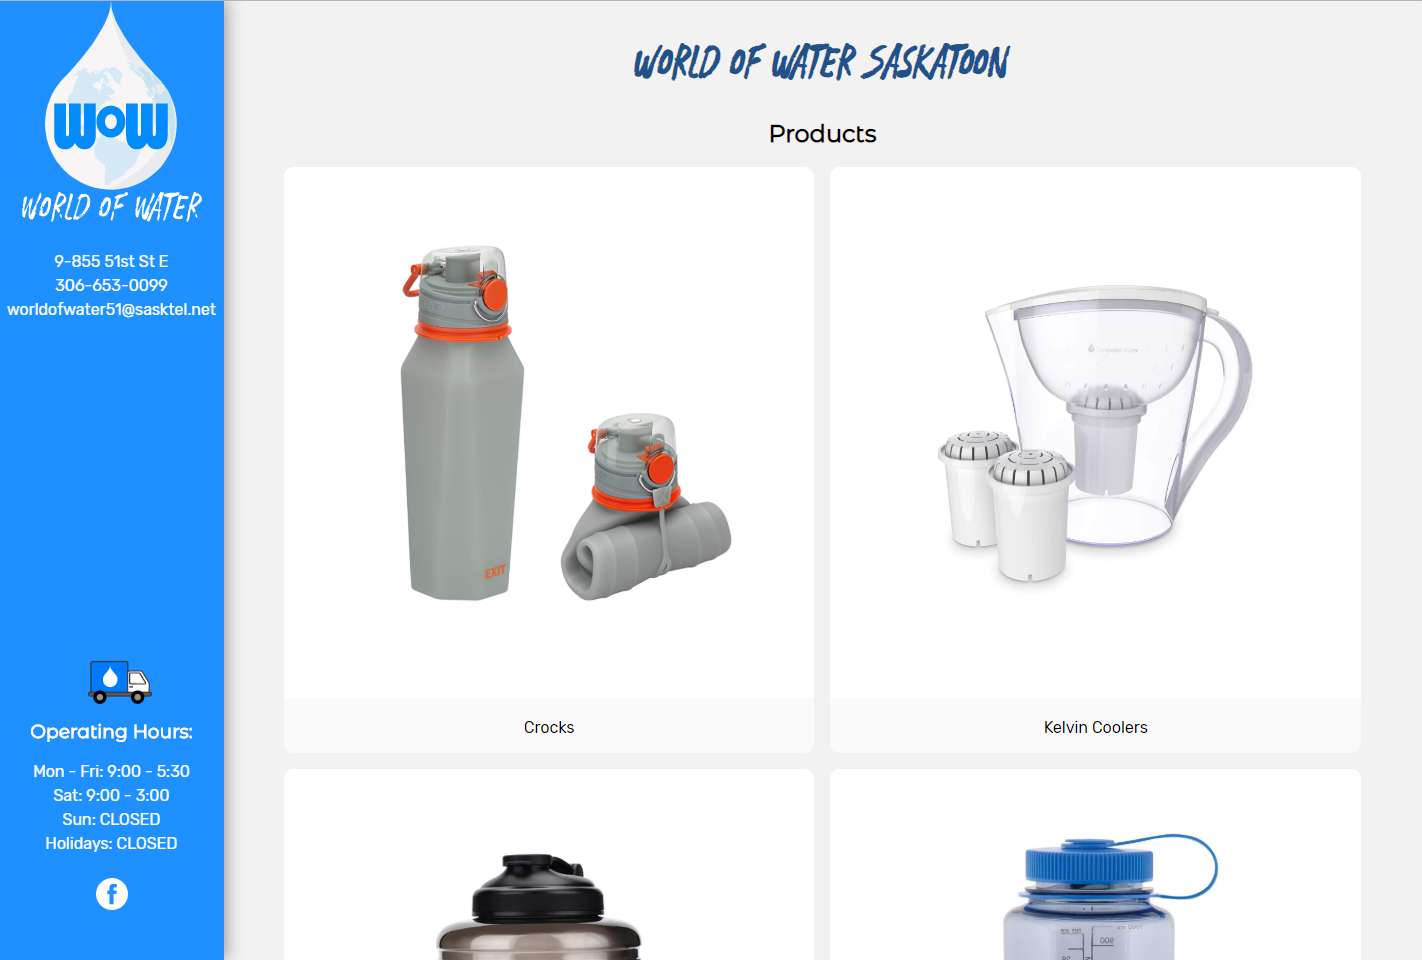 WOW
WORLD OF WATER
9-855 51st St E
306-653-0099
worldofwater51@sasktel.net
Operating Hours:
Mon - Fri: 9:00 - 5:30
Sat: 9:00 - 3:00
Sun: CLOSED
Holidays: CLOSED
f
WORLD OF WATER SASKATOON
Products
EXIT
Crocks
Kelvin Coolers